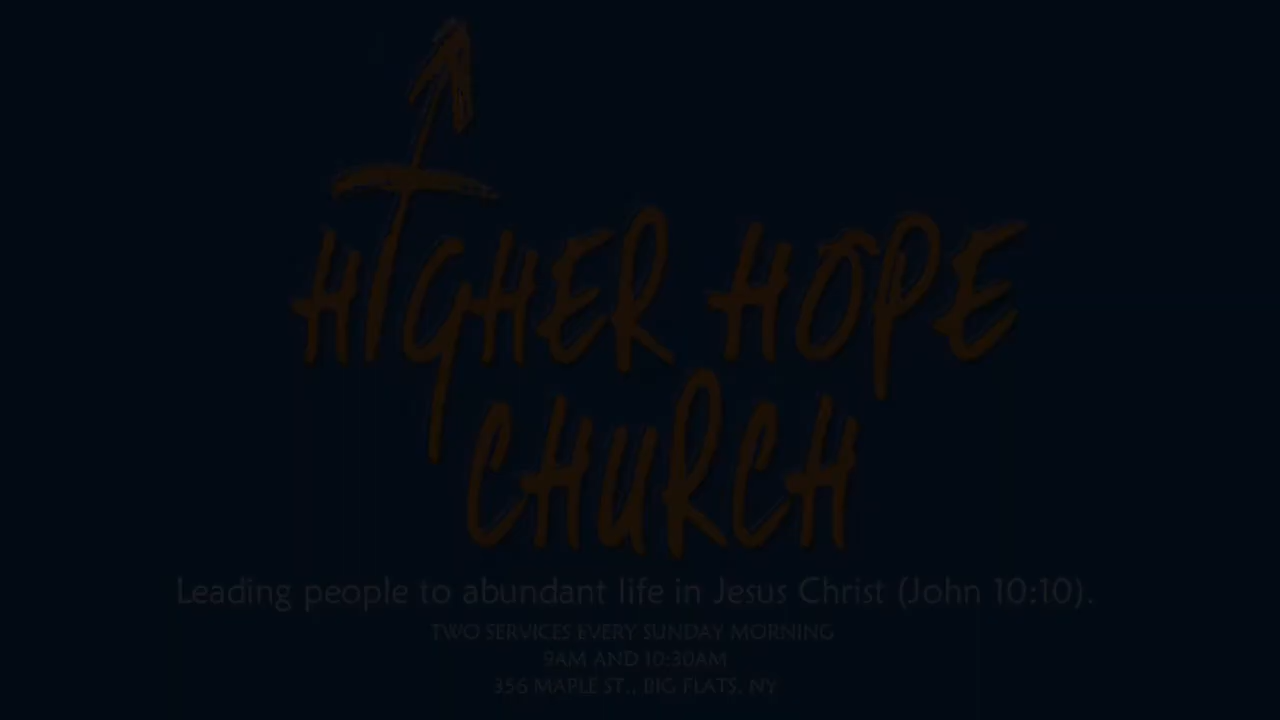 HIGHER HOPE
CHURCH
Leading people to abundant life in Jesus Christ (John 10:10).
TWO SERVICES EVERY SUNDAY MORNING
9AM AND 10:30AM
356 MAPLE ST., BIG FLATS, NY